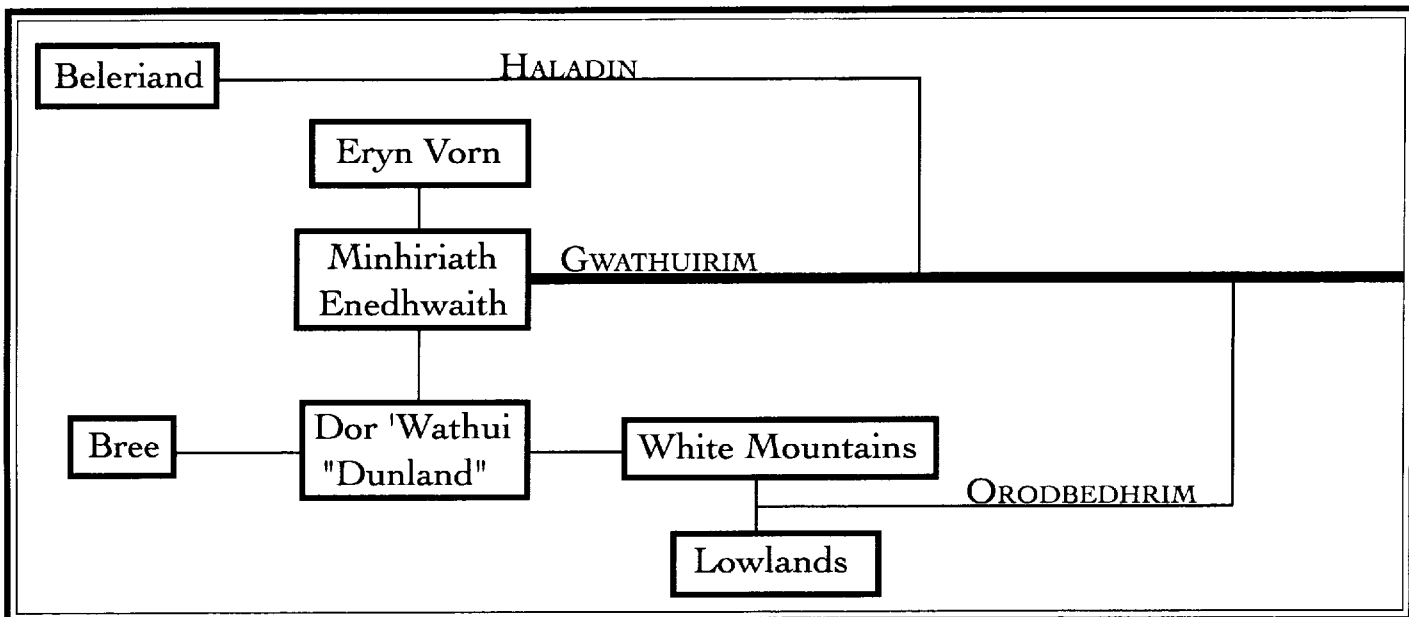 Beleriand
HALADIN
Eryn Vorn
Minhiriath
Enedhwaith
GWATHUIRIM
Bree
Dor 'Wathui
"Dunland"
White Mountains
ORODBEDHRIM
Lowlands